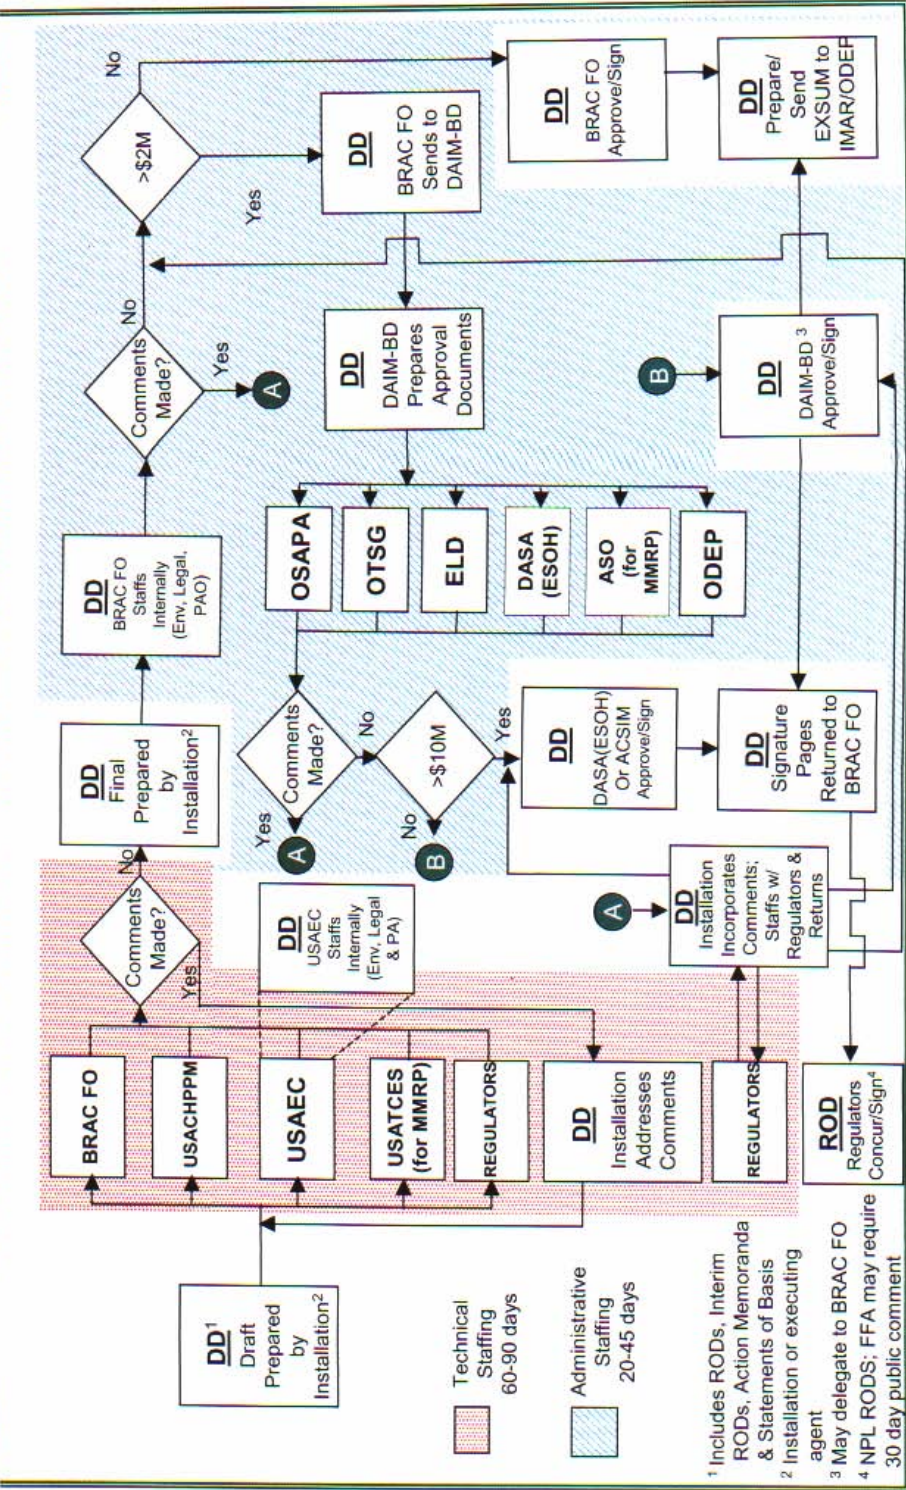 DD¹
Draft
Prepared
by
Installation²
BRAC FO
USACHPPM
USAEC
USATCES
(for MMRP)
REGULATORS
DD
Installation
Addresses
Comments
REGULATORS
ROD
Regulators
Concur/Sign⁴
Comments
Made?
No
Yes
DD
USAEC
Staffs
Internally
(Env, Legal
& PA)
DD
Final
Prepared
by
Installation²
DD
BRAC FO
Staffs
Internally
(Env, Legal,
PAO)
Comments
Made?
No
Yes
A
>$2M
No
Yes
DD
BRAC FO
Sends to
DAIM-BD
DD
DAIM-BD
Prepares
Approval
Documents
OSAPA
OTSG
ELD
DASA
(ESOH)
ASO
(for
MMRP)
ODEP
Comments
Made?
Yes
A
No
>$10M
No
B
Yes
DD
DASA(ESOH)
Or ACSIM
Approve/Sign
DD
Signature
Pages
Returned to
BRAC FO
A
DD
Installation
Incorporates
Comments;
Staffs w/
Regulators &
Returns
B
DD
DAIM-BD ³
Approve/Sign
DD
BRAC FO
Approve/Sign
DD
Prepare/
Send
EXSUM to
IMAR/ODEP
Technical
Staffing
60-90 days
Administrative
Staffing
20-45 days
¹ Includes RODs, Interim
RODs, Action Memoranda
& Statements of Basis
² Installation or executing
agent
³ May delegate to BRAC FO
⁴ NPL RODS; FFA may require
30 day public comment